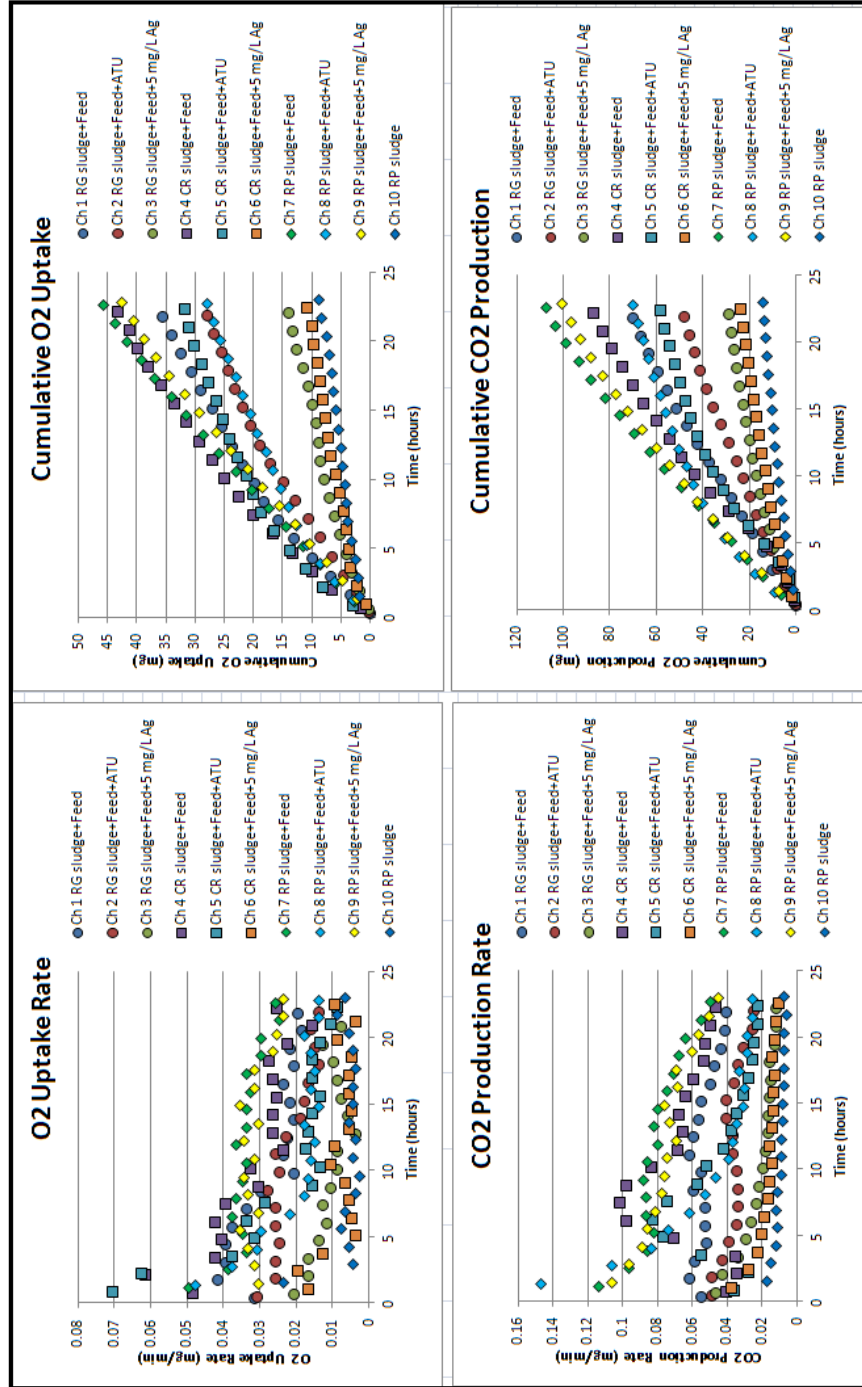 O2 Uptake Rate
O2 Uptake Rate (mg/min)
0.08
0.07
0.06
0.05
0.04
0.03
0.02
0.01
0
0
5
10
15
20
25
Time (hours)
Ch 1 RG sludge+Feed
Ch 2 RG sludge+Feed+ATU
Ch 3 RG sludge+Feed+5 mg/L Ag
Ch 4 CR sludge+Feed
Ch 5 CR sludge+Feed+ATU
Ch 6 CR sludge+Feed+5 mg/L Ag
Ch 7 RP sludge+Feed
Ch 8 RP sludge+Feed+ATU
Ch 9 RP sludge+Feed+5 mg/L Ag
Ch 10 RP sludge
Cumulative O2 Uptake
Cumulative O2 Uptake (mg)
50
45
40
35
30
25
20
15
10
5
0
0
5
10
15
20
25
Time (hours)
Ch 1 RG sludge+Feed
Ch 2 RG sludge+Feed+ATU
Ch 3 RG sludge+Feed+5 mg/L Ag
Ch 4 CR sludge+Feed
Ch 5 CR sludge+Feed+ATU
Ch 6 CR sludge+Feed+5 mg/L Ag
Ch 7 RP sludge+Feed
Ch 8 RP sludge+Feed+ATU
Ch 9 RP sludge+Feed+5 mg/L Ag
Ch 10 RP sludge
CO2 Production Rate
CO2 Production Rate (mg/min)
0.16
0.14
0.12
0.1
0.08
0.06
0.04
0.02
0
0
5
10
15
20
25
Time (hours)
Ch 1 RG sludge+Feed
Ch 2 RG sludge+Feed+ATU
Ch 3 RG sludge+Feed+5 mg/L Ag
Ch 4 CR sludge+Feed
Ch 5 CR sludge+Feed+ATU
Ch 6 CR sludge+Feed+5 mg/L Ag
Ch 7 RP sludge+Feed
Ch 8 RP sludge+Feed+ATU
Ch 9 RP sludge+Feed+5 mg/L Ag
Ch 10 RP sludge
Cumulative CO2 Production
Cumulative CO2 Production (mg)
120
100
80
60
40
20
0
0
5
10
15
20
25
Time (hours)
Ch 1 RG sludge+Feed
Ch 2 RG sludge+Feed+ATU
Ch 3 RG sludge+Feed+5 mg/L Ag
Ch 4 CR sludge+Feed
Ch 5 CR sludge+Feed+ATU
Ch 6 CR sludge+Feed+5 mg/L Ag
Ch 7 RP sludge+Feed
Ch 8 RP sludge+Feed+ATU
Ch 9 RP sludge+Feed+5 mg/L Ag
Ch 10 RP sludge